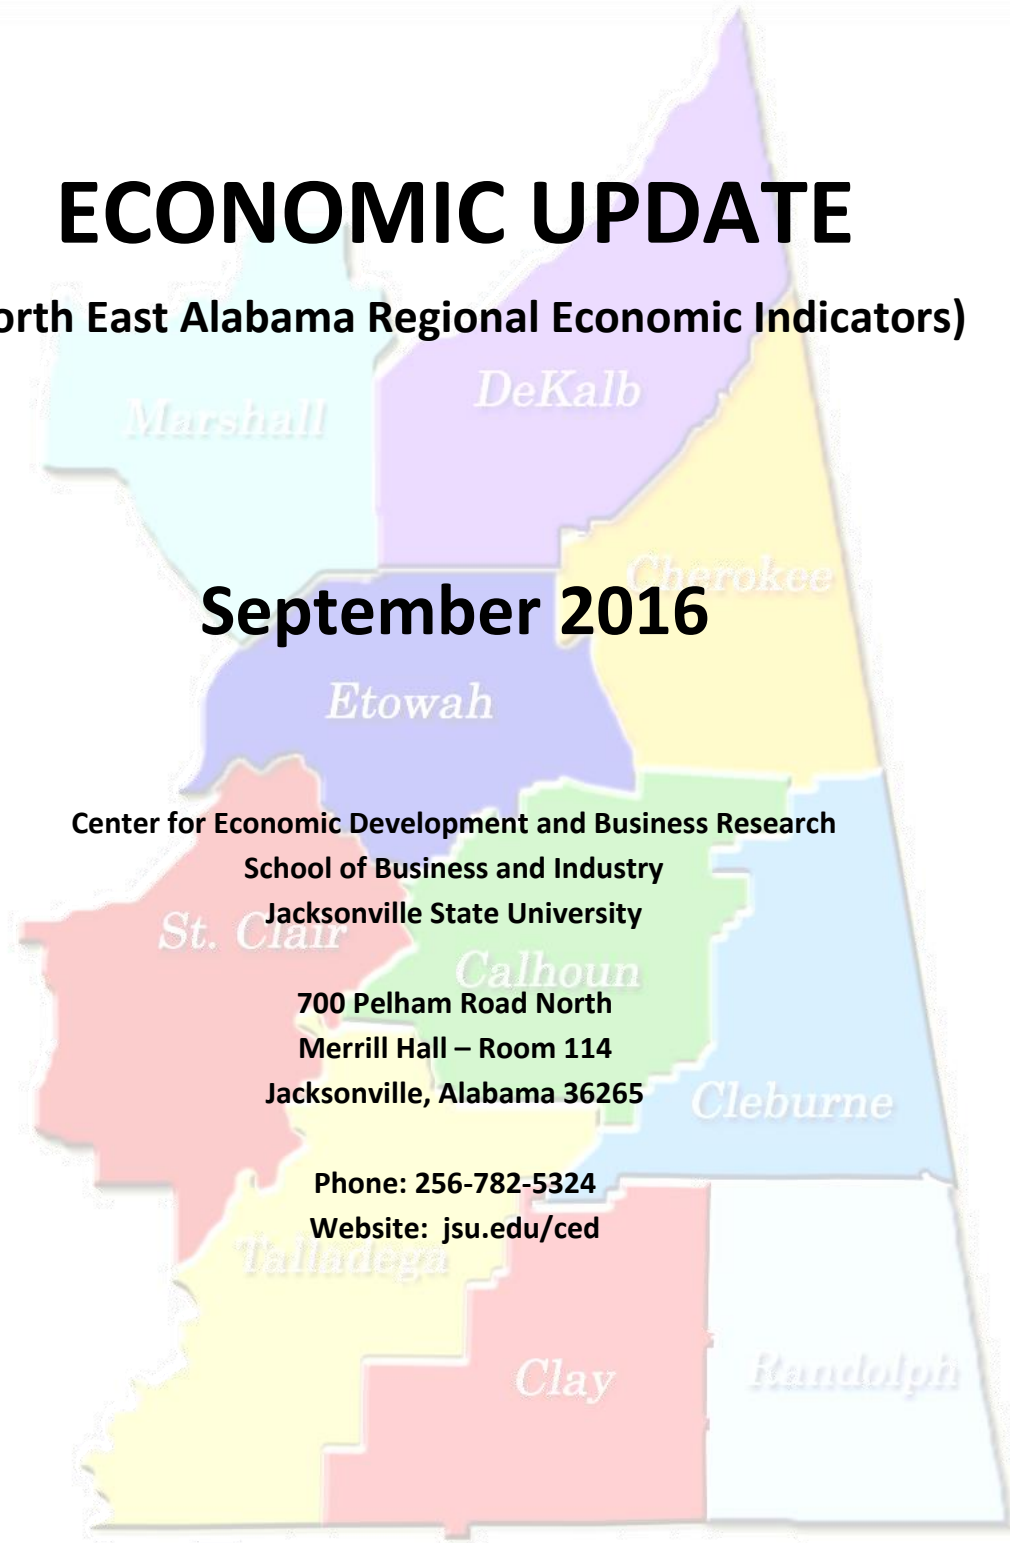 ECONOMIC UPDATE
orth East Alabama Regional Economic Indicators)
DeKalb
Marshall
Cherokee
September 2016
Etowah
Center for Economic Development and Business Research
School of Business and Industry
Jacksonville State University
St. Clair
Calhoun
700 Pelham Road North
Merrill Hall – Room 114
Jacksonville, Alabama 36265
Cleburne
Phone: 256-782-5324
Website:  jsu.edu/ced
Talladega
Clay
Randolph